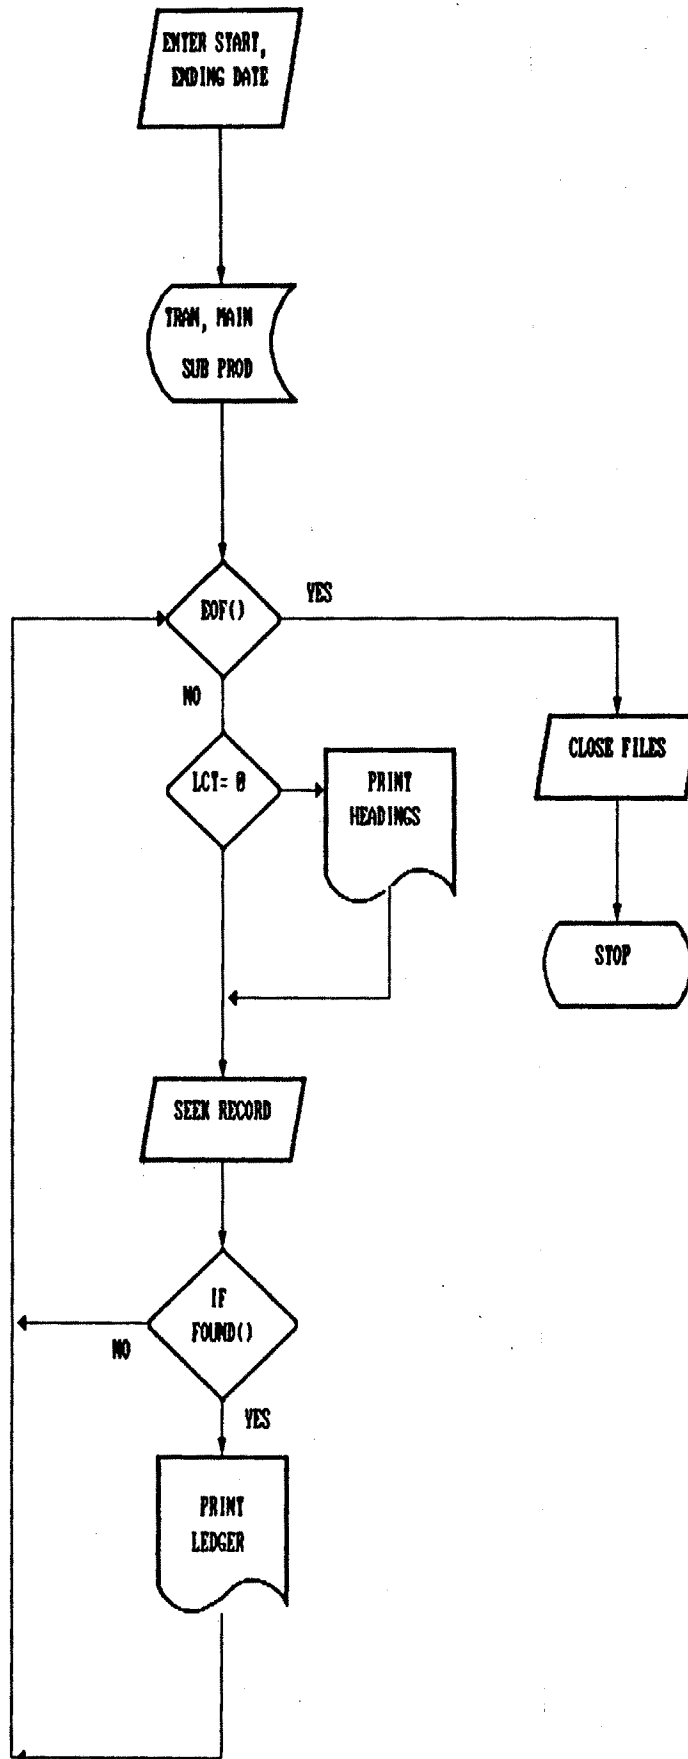 ENTER START,
ENDING DATE
TRAN, MAIN
SUB PROD
EOF()
YES
NO
LCT= 0
PRINT
HEADINGS
CLOSE FILES
STOP
SEEK RECORD
IF
FOUND()
NO
YES
PRINT
LEDGER